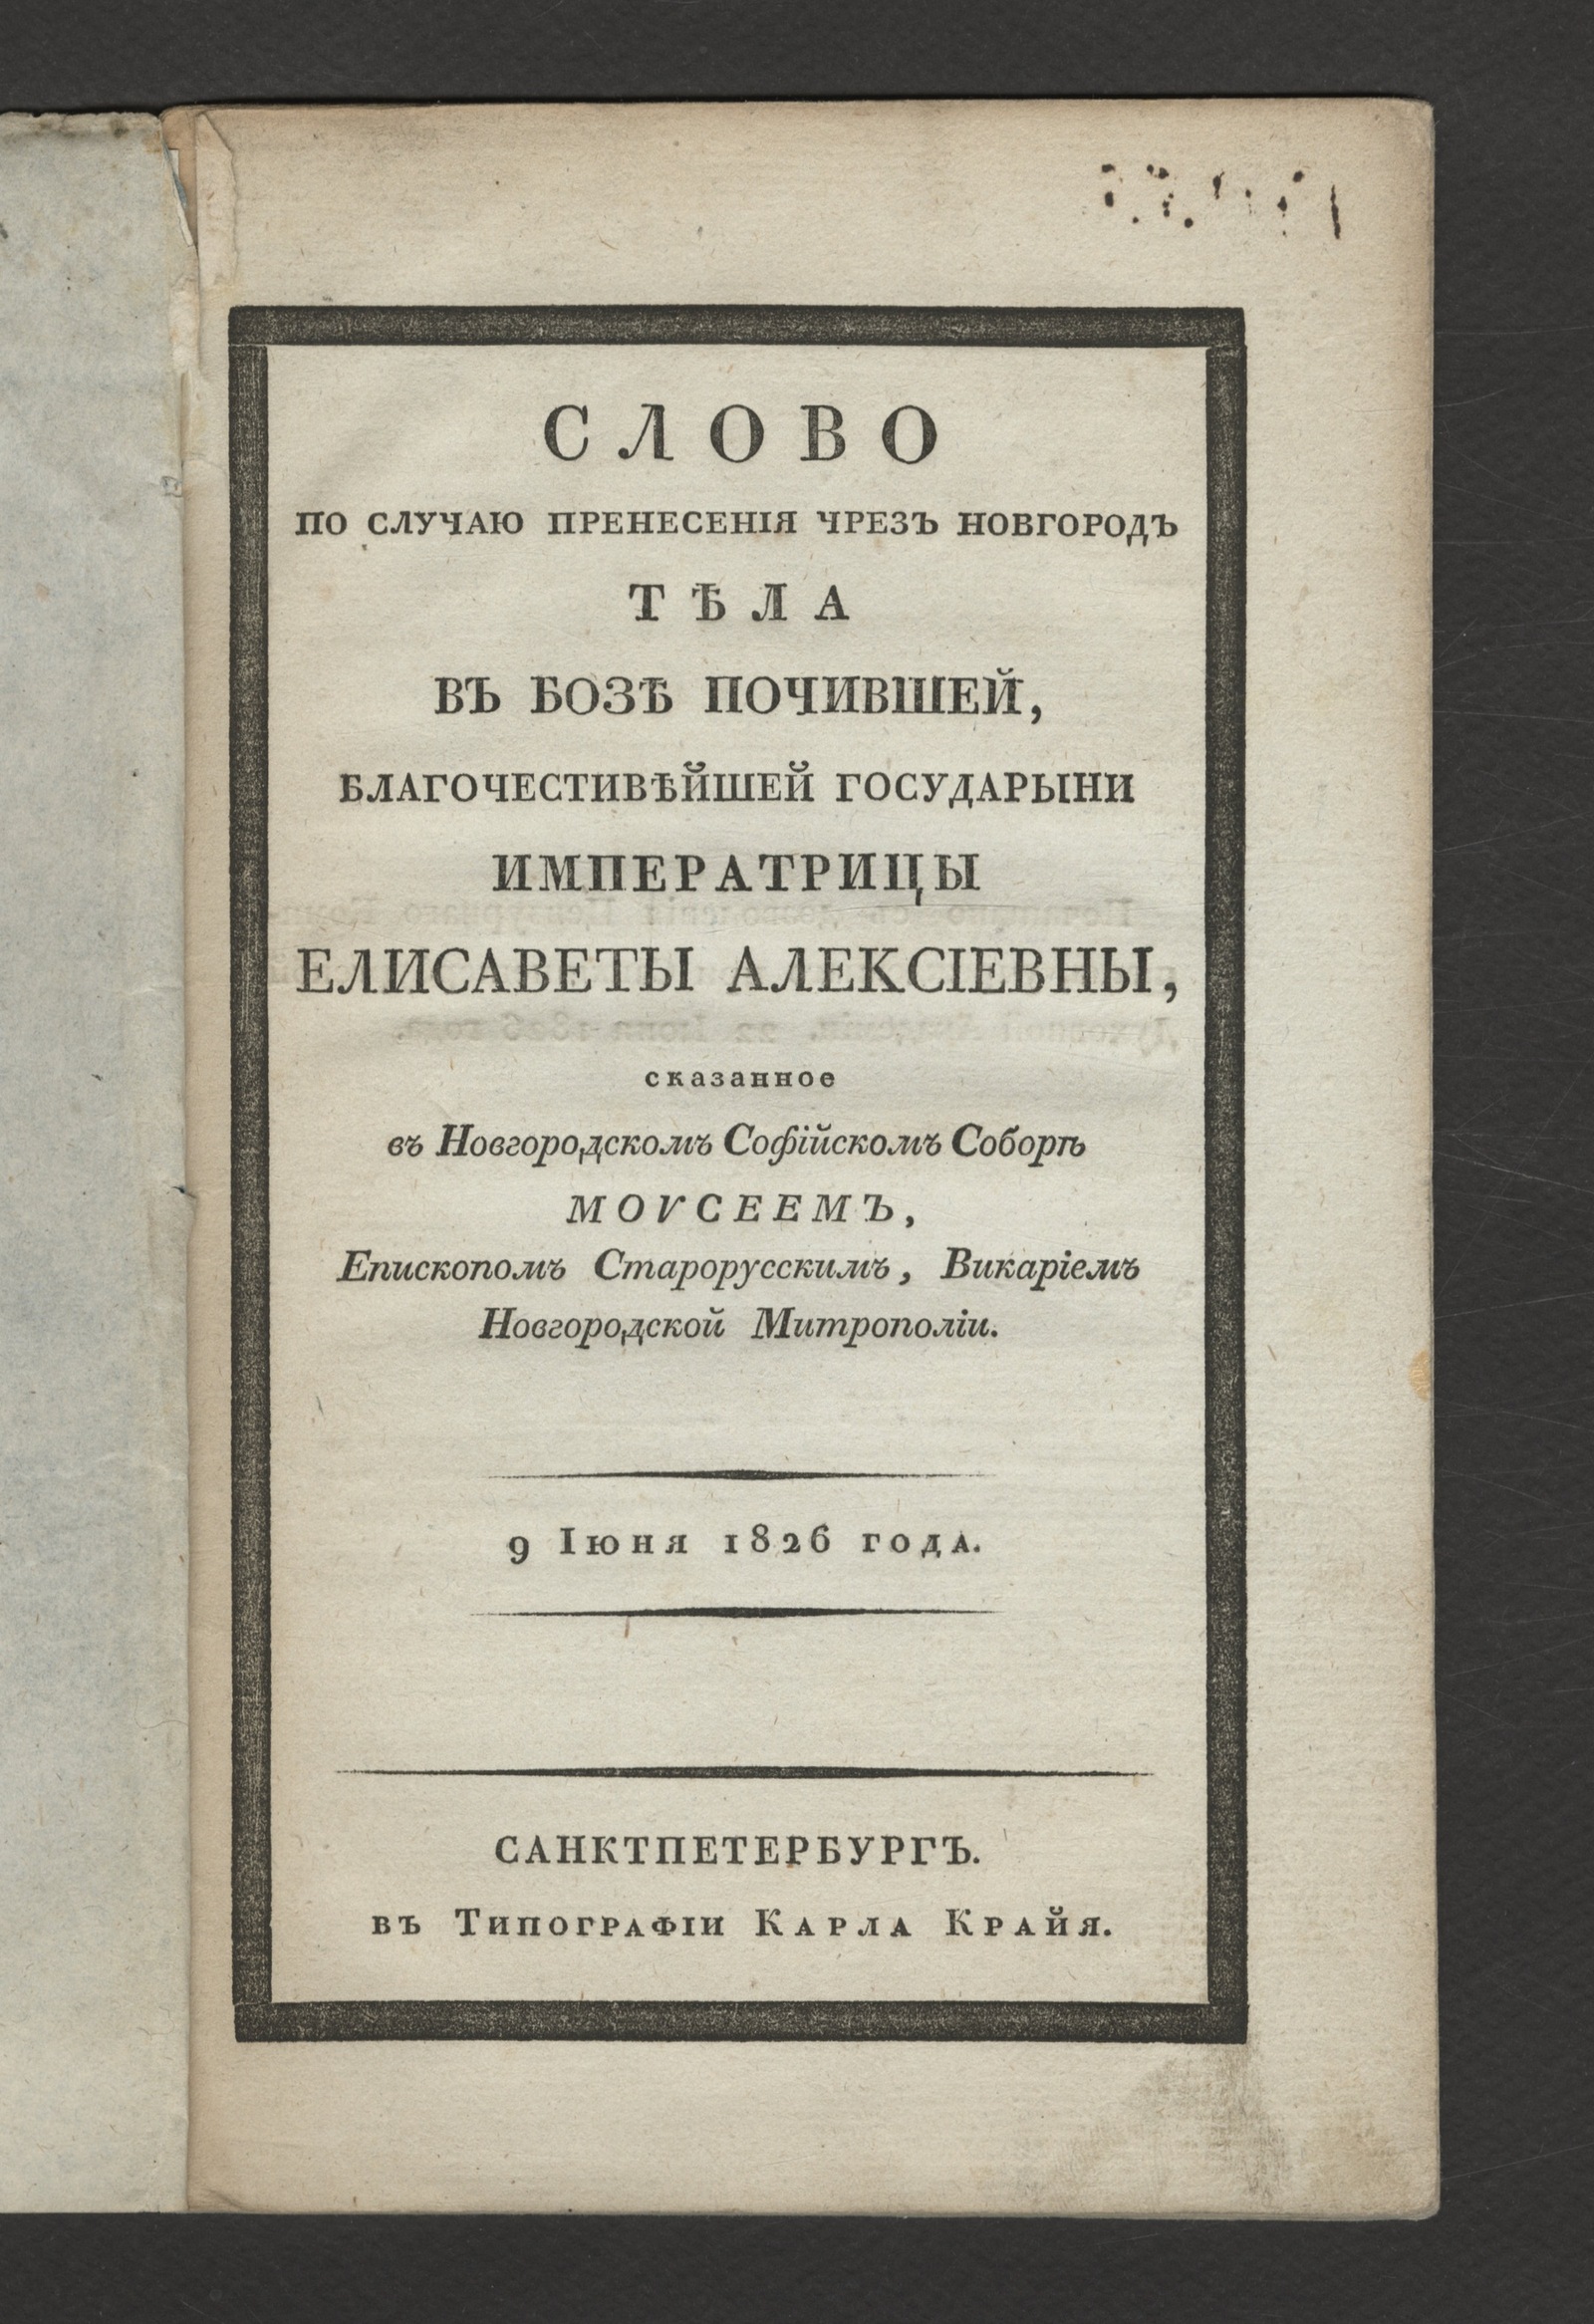 СЛОВО
ПО СЛУЧАЮ ПРЕНЕСЕНІЯ ЧРЕЗЪ НОВГОРОДЪ
ТѢЛА
ВЪ БОЗѢ ПОЧИВШЕЙ,
БЛАГОЧЕСТИВѢЙШЕЙ ГОСУДАРЫНИ
ИМПЕРАТРИЦЫ
ЕЛИСАВЕТЫ АЛЕКСІЕВНЫ,
сказанное
въ Новгородскомъ Софійскомъ Соборѣ
МОѴСЕЕМЪ,
Епископомъ Старорусскимъ, Викаріемъ
Новгородской Митрополіи.
9 Іюня 1826 года.
САНКТПЕТЕРБУРГЪ.
въ Типографіи Карла Крайя.